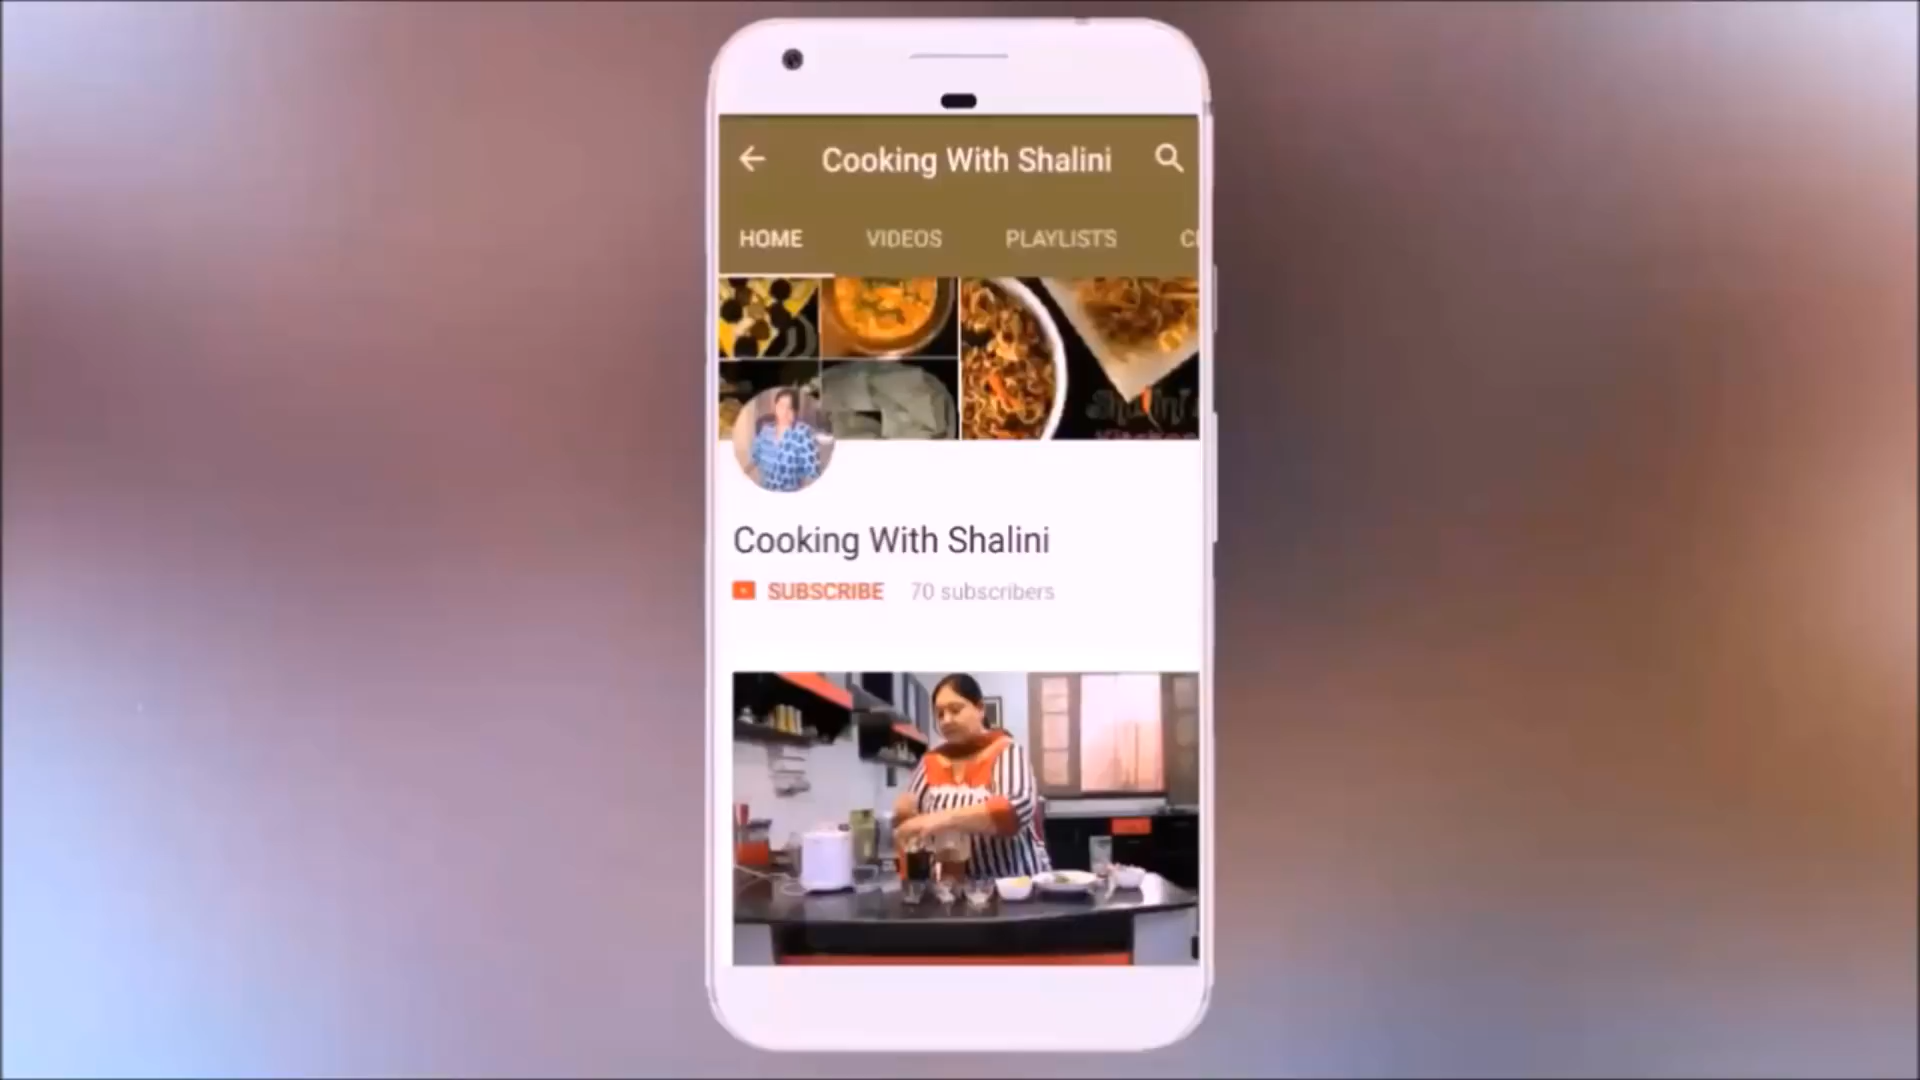 Cooking With Shalini
HOME VIDEOS PLAYLISTS
Cooking With Shalini
SUBSCRIBE 70 subscribers